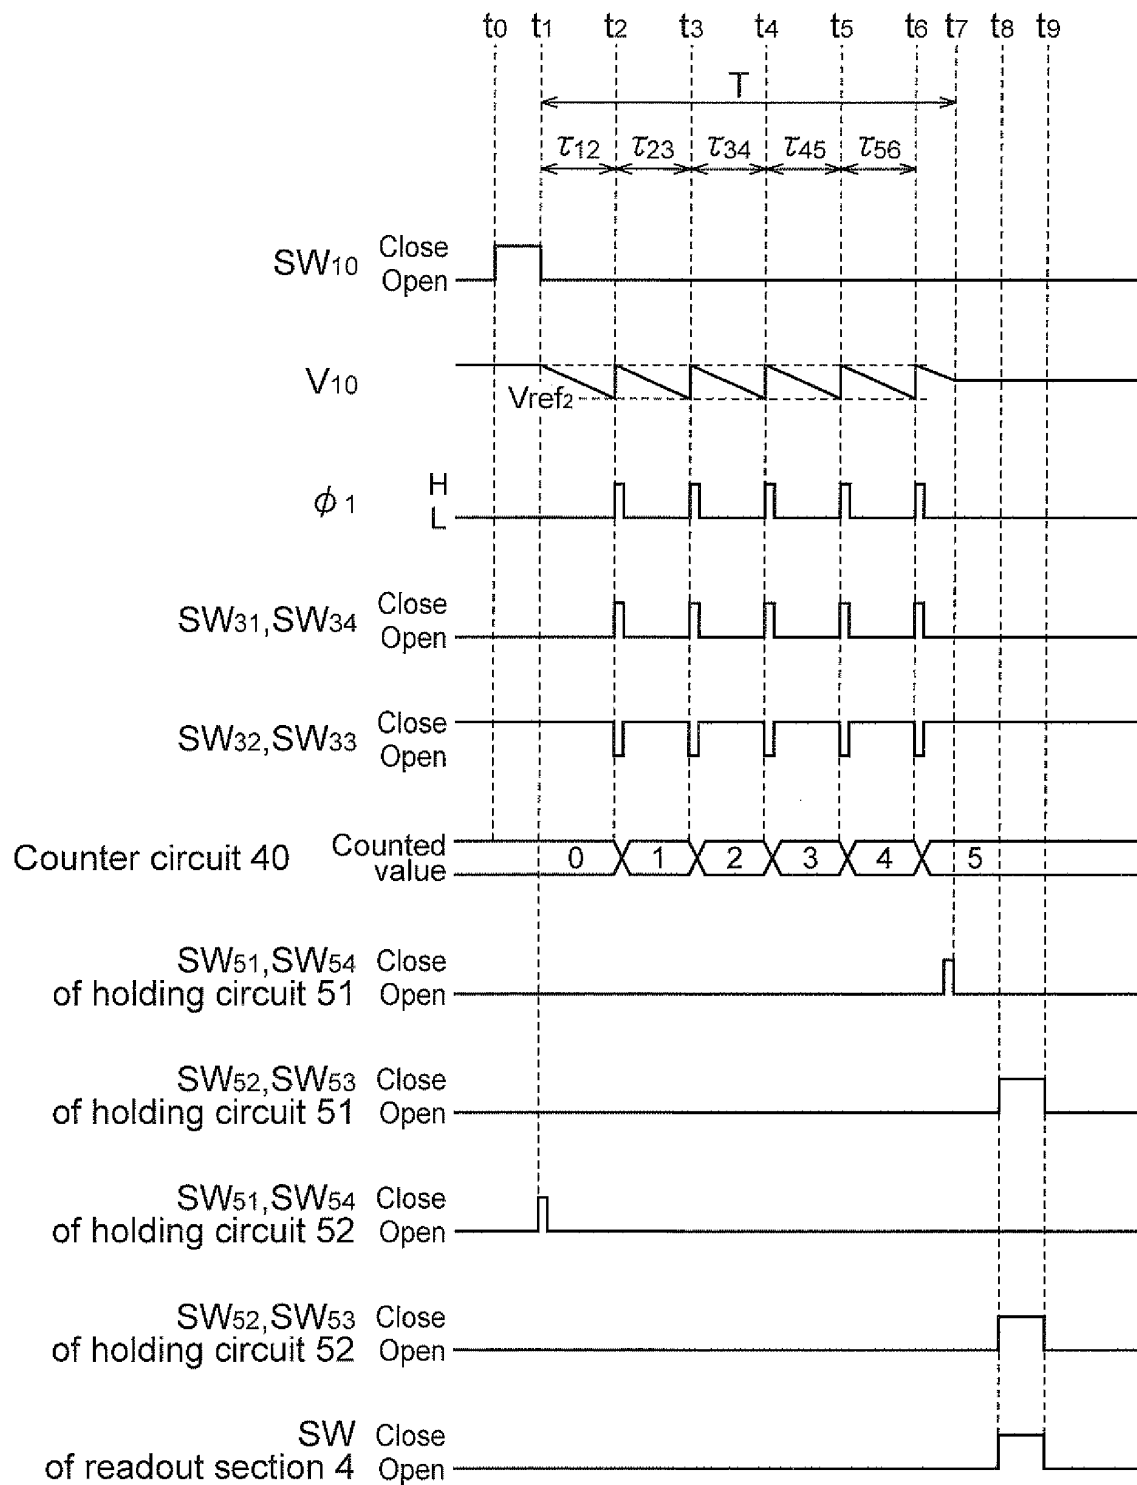 t0 t1 t2 t3 t4 t5 t6 t7 t8 t9
T
τ12 τ23 τ34 τ45 τ56
SW10 Close
Open
V10
Vref2
ϕ1 H
L
SW31,SW34 Close
Open
SW32,SW33 Close
Open
Counter circuit 40 Counted
value
0 1 2 3 4 5
SW51,SW54 Close
of holding circuit 51 Open
SW52,SW53 Close
of holding circuit 51 Open
SW51,SW54 Close
of holding circuit 52 Open
SW52,SW53 Close
of holding circuit 52 Open
SW Close
of readout section 4 Open